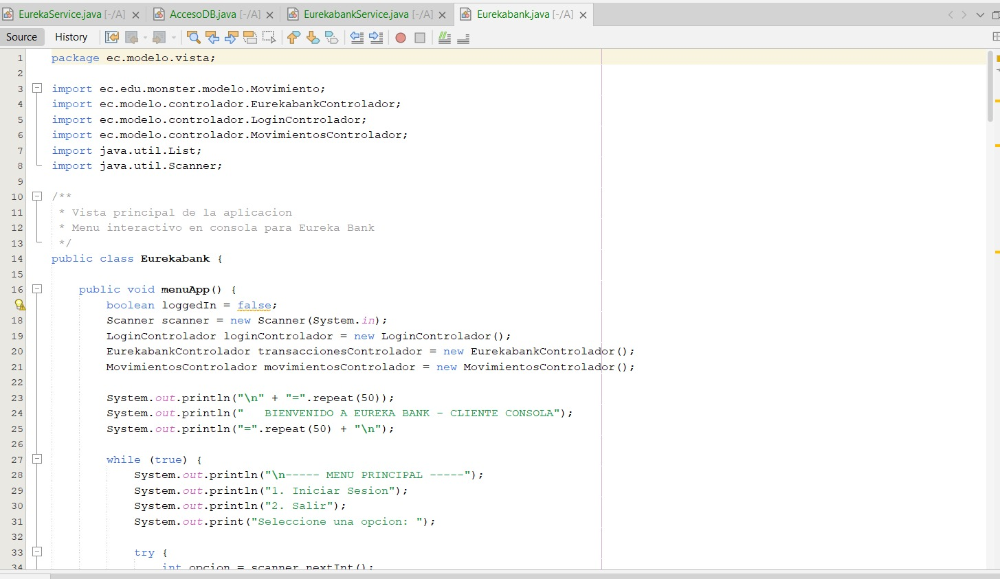 EurekaService.java [-/A] AccesoDB.java [-/A] EurekabankService.java [-/A] Eurekabank.java [-/A]
Source History
1 package ec.modelo.vista;
2
3 import ec.edu.monster.modelo.Movimiento;
4 import ec.modelo.controlador.EurekabankControlador;
5 import ec.modelo.controlador.LoginControlador;
6 import ec.modelo.controlador.MovimientosControlador;
7 import java.util.List;
8 import java.util.Scanner;
9
10 /**
11 * Vista principal de la aplicacion
12 * Menu interactivo en consola para Eureka Bank
13 */
14 public class Eurekabank {
15
16 public void menuApp() {
boolean loggedIn = false;
18 Scanner scanner = new Scanner(System.in);
19 LoginControlador loginControlador = new LoginControlador();
20 EurekabankControlador transaccionesControlador = new EurekabankControlador();
21 MovimientosControlador movimientosControlador = new MovimientosControlador();
22
23 System.out.println("\n" + "=".repeat(50));
24 System.out.println("   BIENVENIDO A EUREKA BANK - CLIENTE CONSOLA");
25 System.out.println("=".repeat(50) + "\n");
26
27 while (true) {
28 System.out.println("\n----- MENU PRINCIPAL -----");
29 System.out.println("1. Iniciar Sesion");
30 System.out.println("2. Salir");
31 System.out.print("Seleccione una opcion: ");
32
33 try {
34 int opcion = scanner.nextInt();